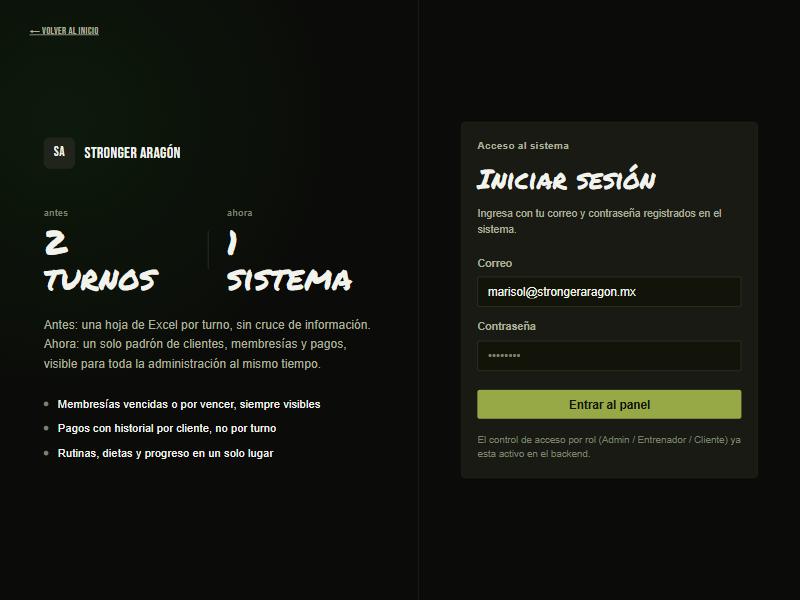 ← VOLVER AL INICIO
SA
STRONGER ARAGÓN
antes
2
TURNOS
ahora
1
SISTEMA
Antes: una hoja de Excel por turno, sin cruce de información.
Ahora: un solo padrón de clientes, membresías y pagos,
visible para toda la administración al mismo tiempo.
Membresías vencidas o por vencer, siempre visibles
Pagos con historial por cliente, no por turno
Rutinas, dietas y progreso en un solo lugar
Acceso al sistema
Iniciar sesión
Ingresa con tu correo y contraseña registrados en el
sistema.
Correo
marisol@strongeraragon.mx
Contraseña
••••••••
Entrar al panel
El control de acceso por rol (Admin / Entrenador / Cliente) ya
esta activo en el backend.